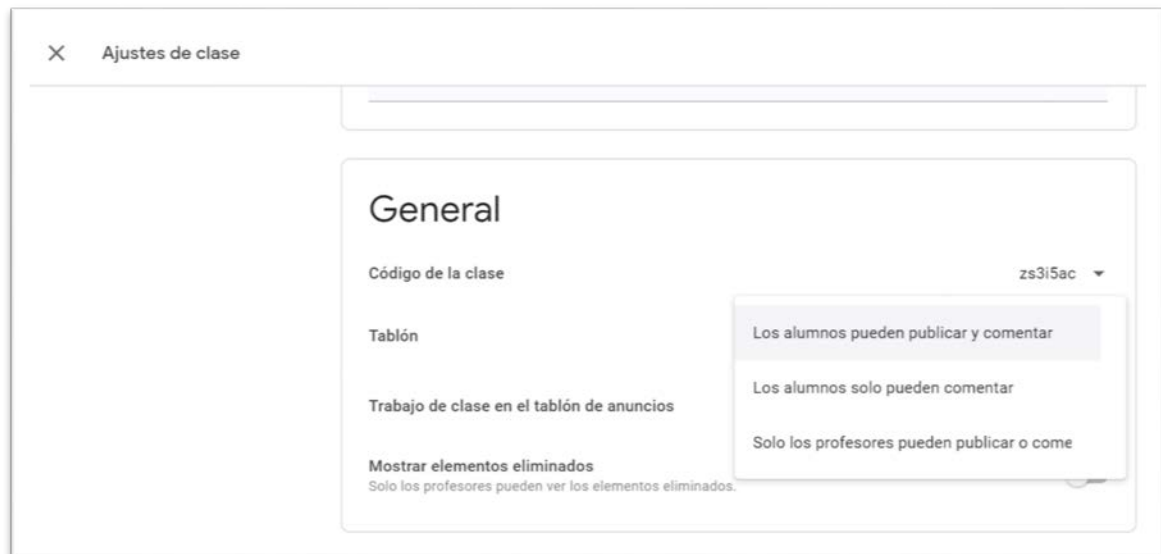 Ajustes de clase
General
Código de la clase
zs3i5ac
Tablón
Los alumnos pueden publicar y comentar
Los alumnos solo pueden comentar
Trabajo de clase en el tablón de anuncios
Solo los profesores pueden publicar o come
Mostrar elementos eliminados
Solo los profesores pueden ver los elementos eliminados.